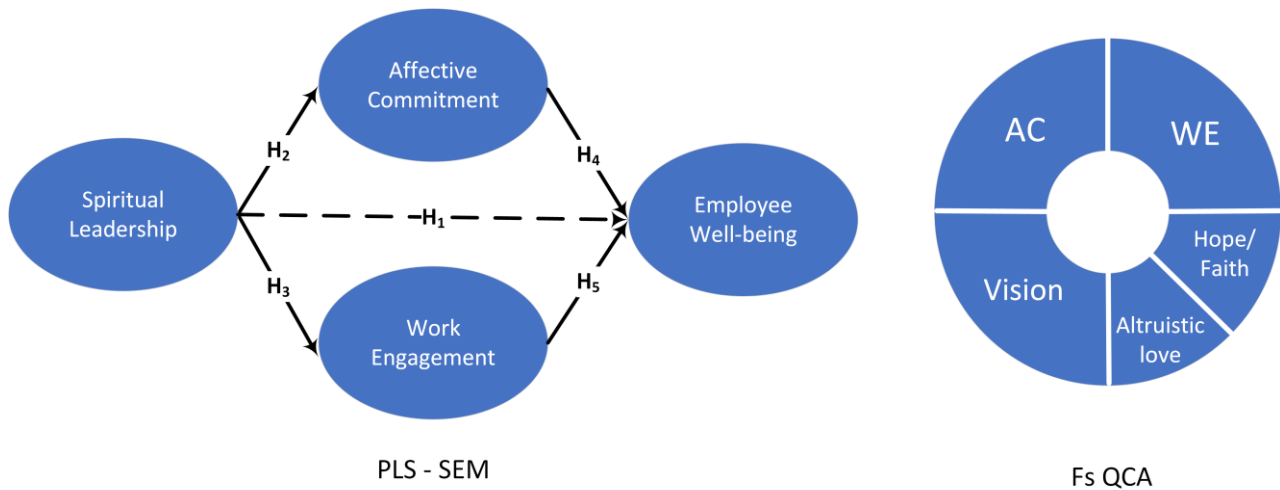 Affective
Commitment
H₂
H₄
Spiritual
Leadership
H₁
Employee
Well-being
H₃
H₅
Work
Engagement
PLS - SEM
AC
WE
Hope/
Faith
Vision
Altruistic
love
Fs QCA